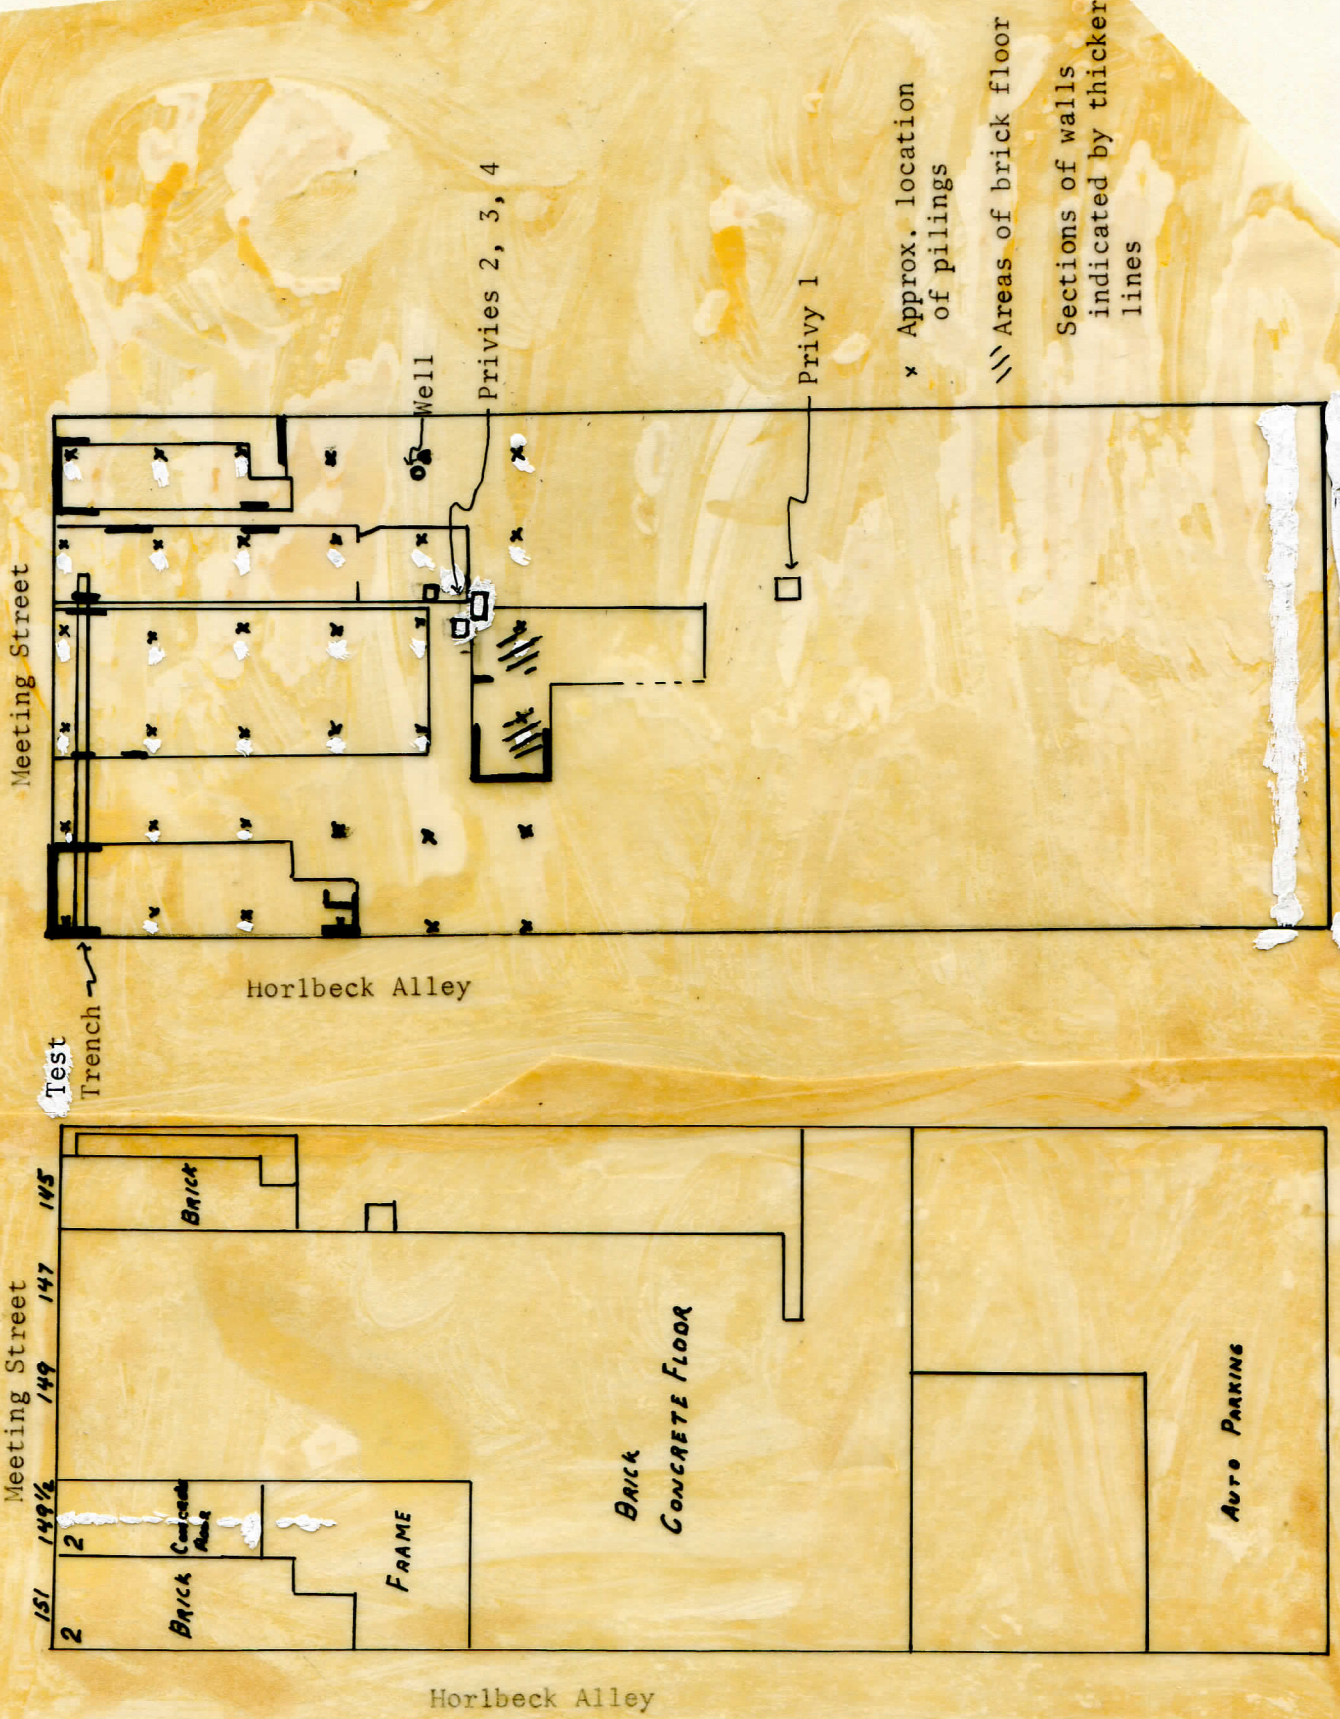 Meeting Street
Well
Privies 2, 3, 4
Privy 1
x Approx. location
of pilings
Areas of brick floor
Sections of walls
indicated by thicker
lines
Test
Trench
Horlbeck Alley
Meeting Street
151 149½ 149 147 145
2
2
BRICK
CONCRETE
FLOOR
BRICK
FRAME
BRICK
CONCRETE FLOOR
AUTO PARKING
Horlbeck Alley